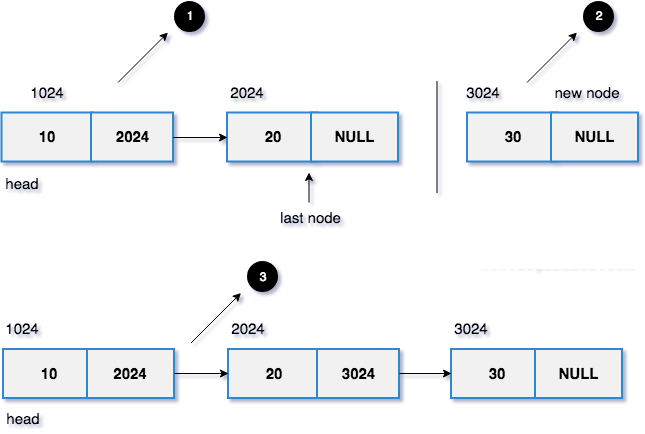 1 2
1024 2024 3024 new node
10 2024 20 NULL 30 NULL
head
last node
3
1024 2024 3024
10 2024 20 3024 30 NULL
head